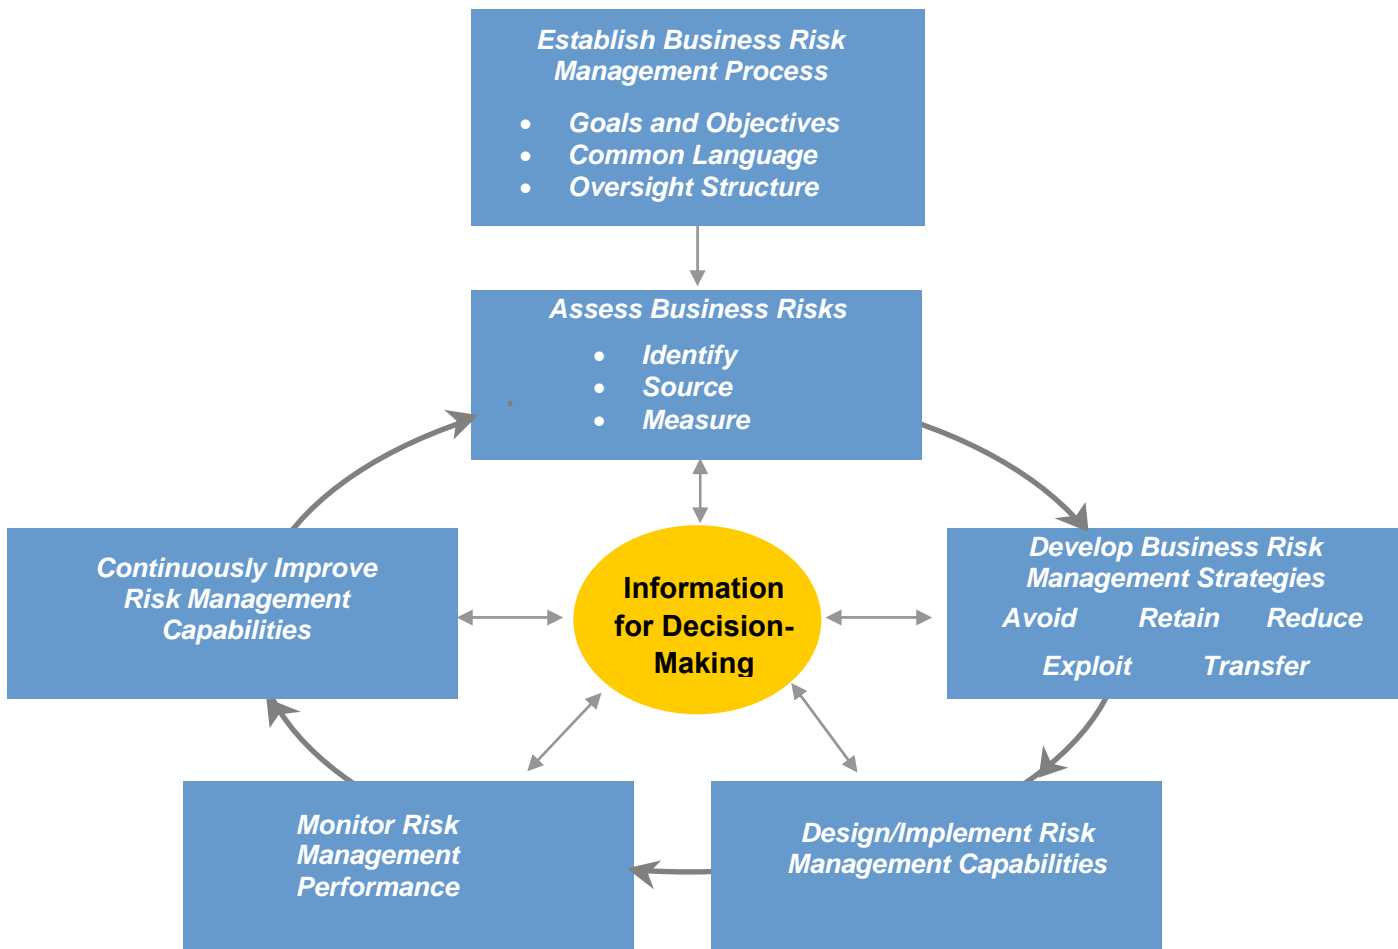 Establish Business Risk
Management Process
• Goals and Objectives
• Common Language
• Oversight Structure
Assess Business Risks
• Identify
• Source
• Measure
Continuously Improve
Risk Management
Capabilities
Information
for Decision-
Making
Develop Business Risk
Management Strategies
Avoid Retain Reduce
Exploit Transfer
Monitor Risk
Management
Performance
Design/Implement Risk
Management Capabilities